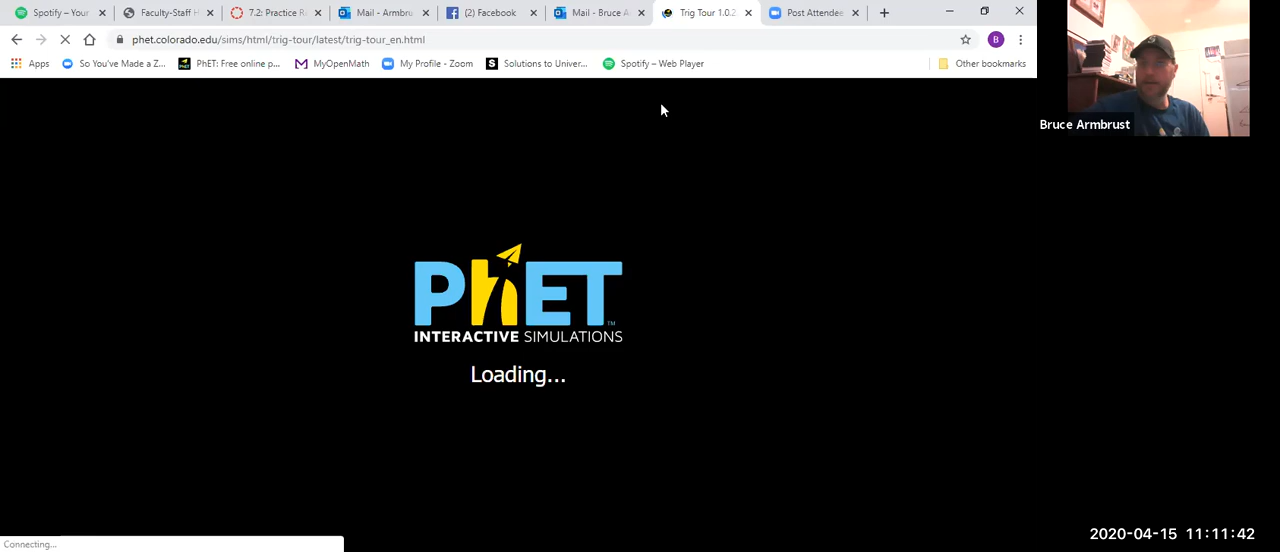 Spotify – Your
Faculty-Staff H
7.2: Practice R
Mail - Armbru
(2) Facebook
Mail - Bruce A
Trig Tour 1.0.2
Post Attendee
phet.colorado.edu/sims/html/trig-tour/latest/trig-tour_en.html
B
Apps
So You've Made a Z...
PhET: Free online p...
MyOpenMath
My Profile - Zoom
Solutions to Univer...
Spotify – Web Player
Other bookmarks
Bruce Armbrust
PhET™
INTERACTIVE SIMULATIONS
Loading...
2020-04-15 11:11:42
Connecting...